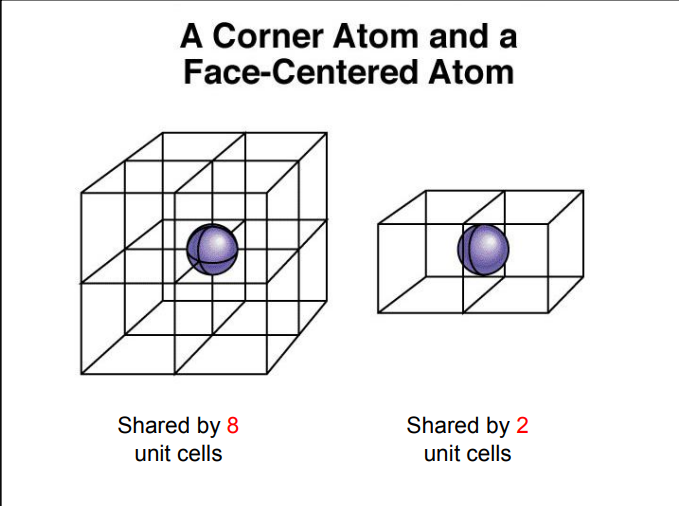 A Corner Atom and a
Face-Centered Atom
Shared by 8
unit cells
Shared by 2
unit cells